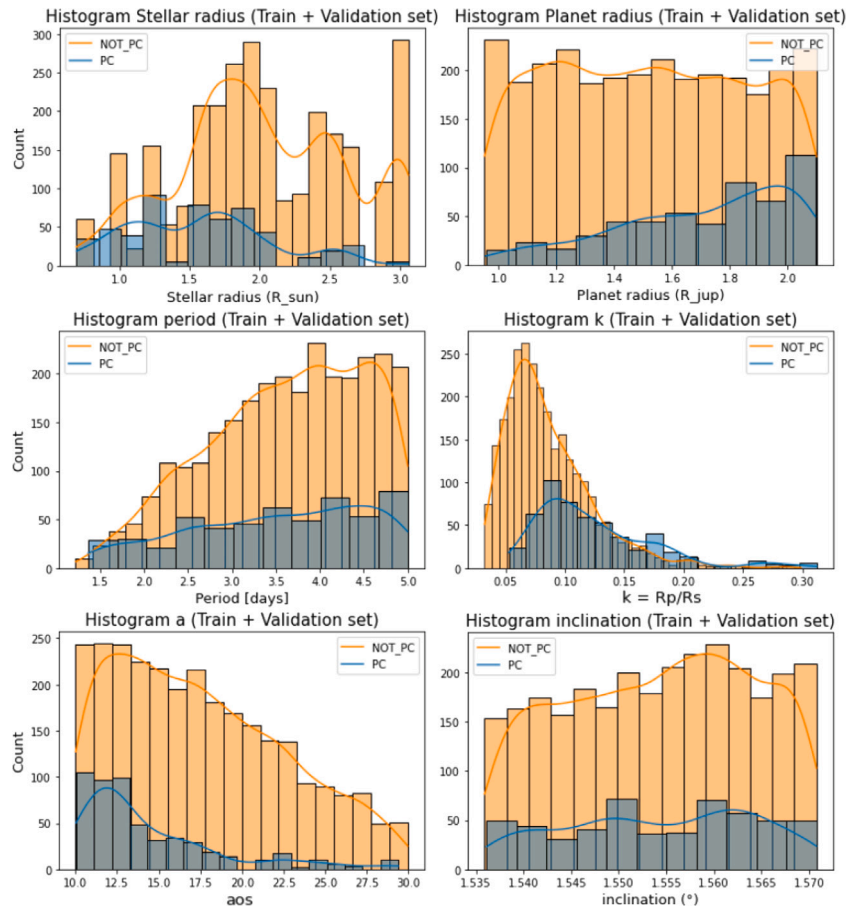 Histogram Stellar radius (Train + Validation set)
300
250
200
150
100
50
0
Count
NOT_PC
PC
1.0
1.5
2.0
2.5
3.0
Stellar radius (R_sun)
Histogram Planet radius (Train + Validation set)
200
150
100
50
0
NOT_PC
PC
1.0
1.2
1.4
1.6
1.8
2.0
Planet radius (R_jup)
Histogram period (Train + Validation set)
200
150
100
50
0
Count
NOT_PC
PC
1.5
2.0
2.5
3.0
3.5
4.0
4.5
5.0
Period [days]
Histogram k (Train + Validation set)
250
200
150
100
50
0
NOT_PC
PC
0.05
0.10
0.15
0.20
0.25
0.30
k = Rp/Rs
Histogram a (Train + Validation set)
250
200
150
100
50
0
Count
NOT_PC
PC
10.0
12.5
15.0
17.5
20.0
22.5
25.0
27.5
30.0
aos
Histogram inclination (Train + Validation set)
200
150
100
50
0
NOT_PC
PC
1.535
1.540
1.545
1.550
1.555
1.560
1.565
1.570
inclination (°)